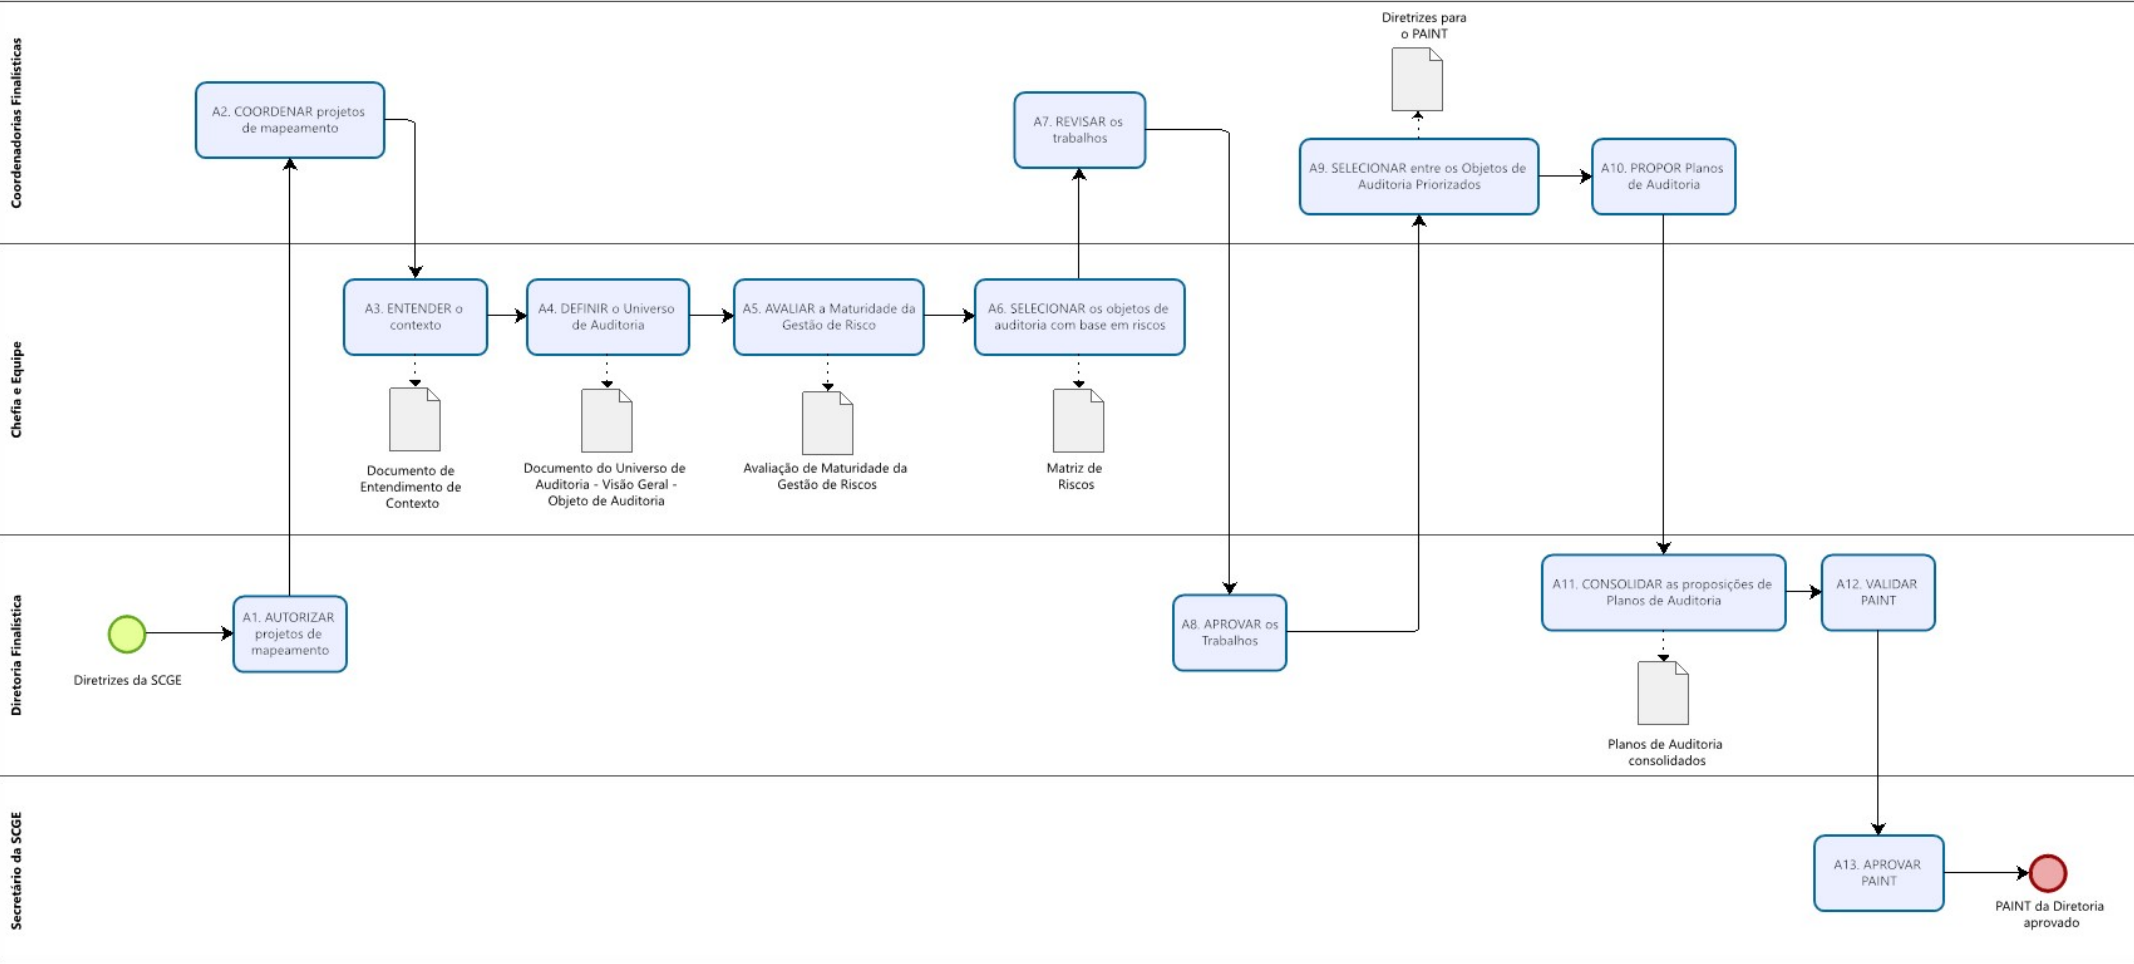 Coordenadorias Finalísticas
A2. COORDENAR projetos
de mapeamento
A7. REVISAR os
trabalhos
Diretrizes para
o PAINT
A9. SELECIONAR entre os Objetos de
Auditoria Priorizados
A10. PROPOR Planos
de Auditoria
Chefia e Equipe
A3. ENTENDER o
contexto
A4. DEFINIR o Universo
de Auditoria
A5. AVALIAR a Maturidade da
Gestão de Risco
A6. SELECIONAR os objetos de
auditoria com base em riscos
Documento de
Entendimento de
Contexto
Documento do Universo de
Auditoria - Visão Geral -
Objeto de Auditoria
Avaliação de Maturidade da
Gestão de Riscos
Matriz de
Riscos
Diretoria Finalística
Diretrizes da SCGE
A1. AUTORIZAR
projetos de
mapeamento
A8. APROVAR os
Trabalhos
A11. CONSOLIDAR as proposições de
Planos de Auditoria
A12. VALIDAR
PAINT
Planos de Auditoria
consolidados
Secretário da SCGE
A13. APROVAR
PAINT
PAINT da Diretoria
aprovado